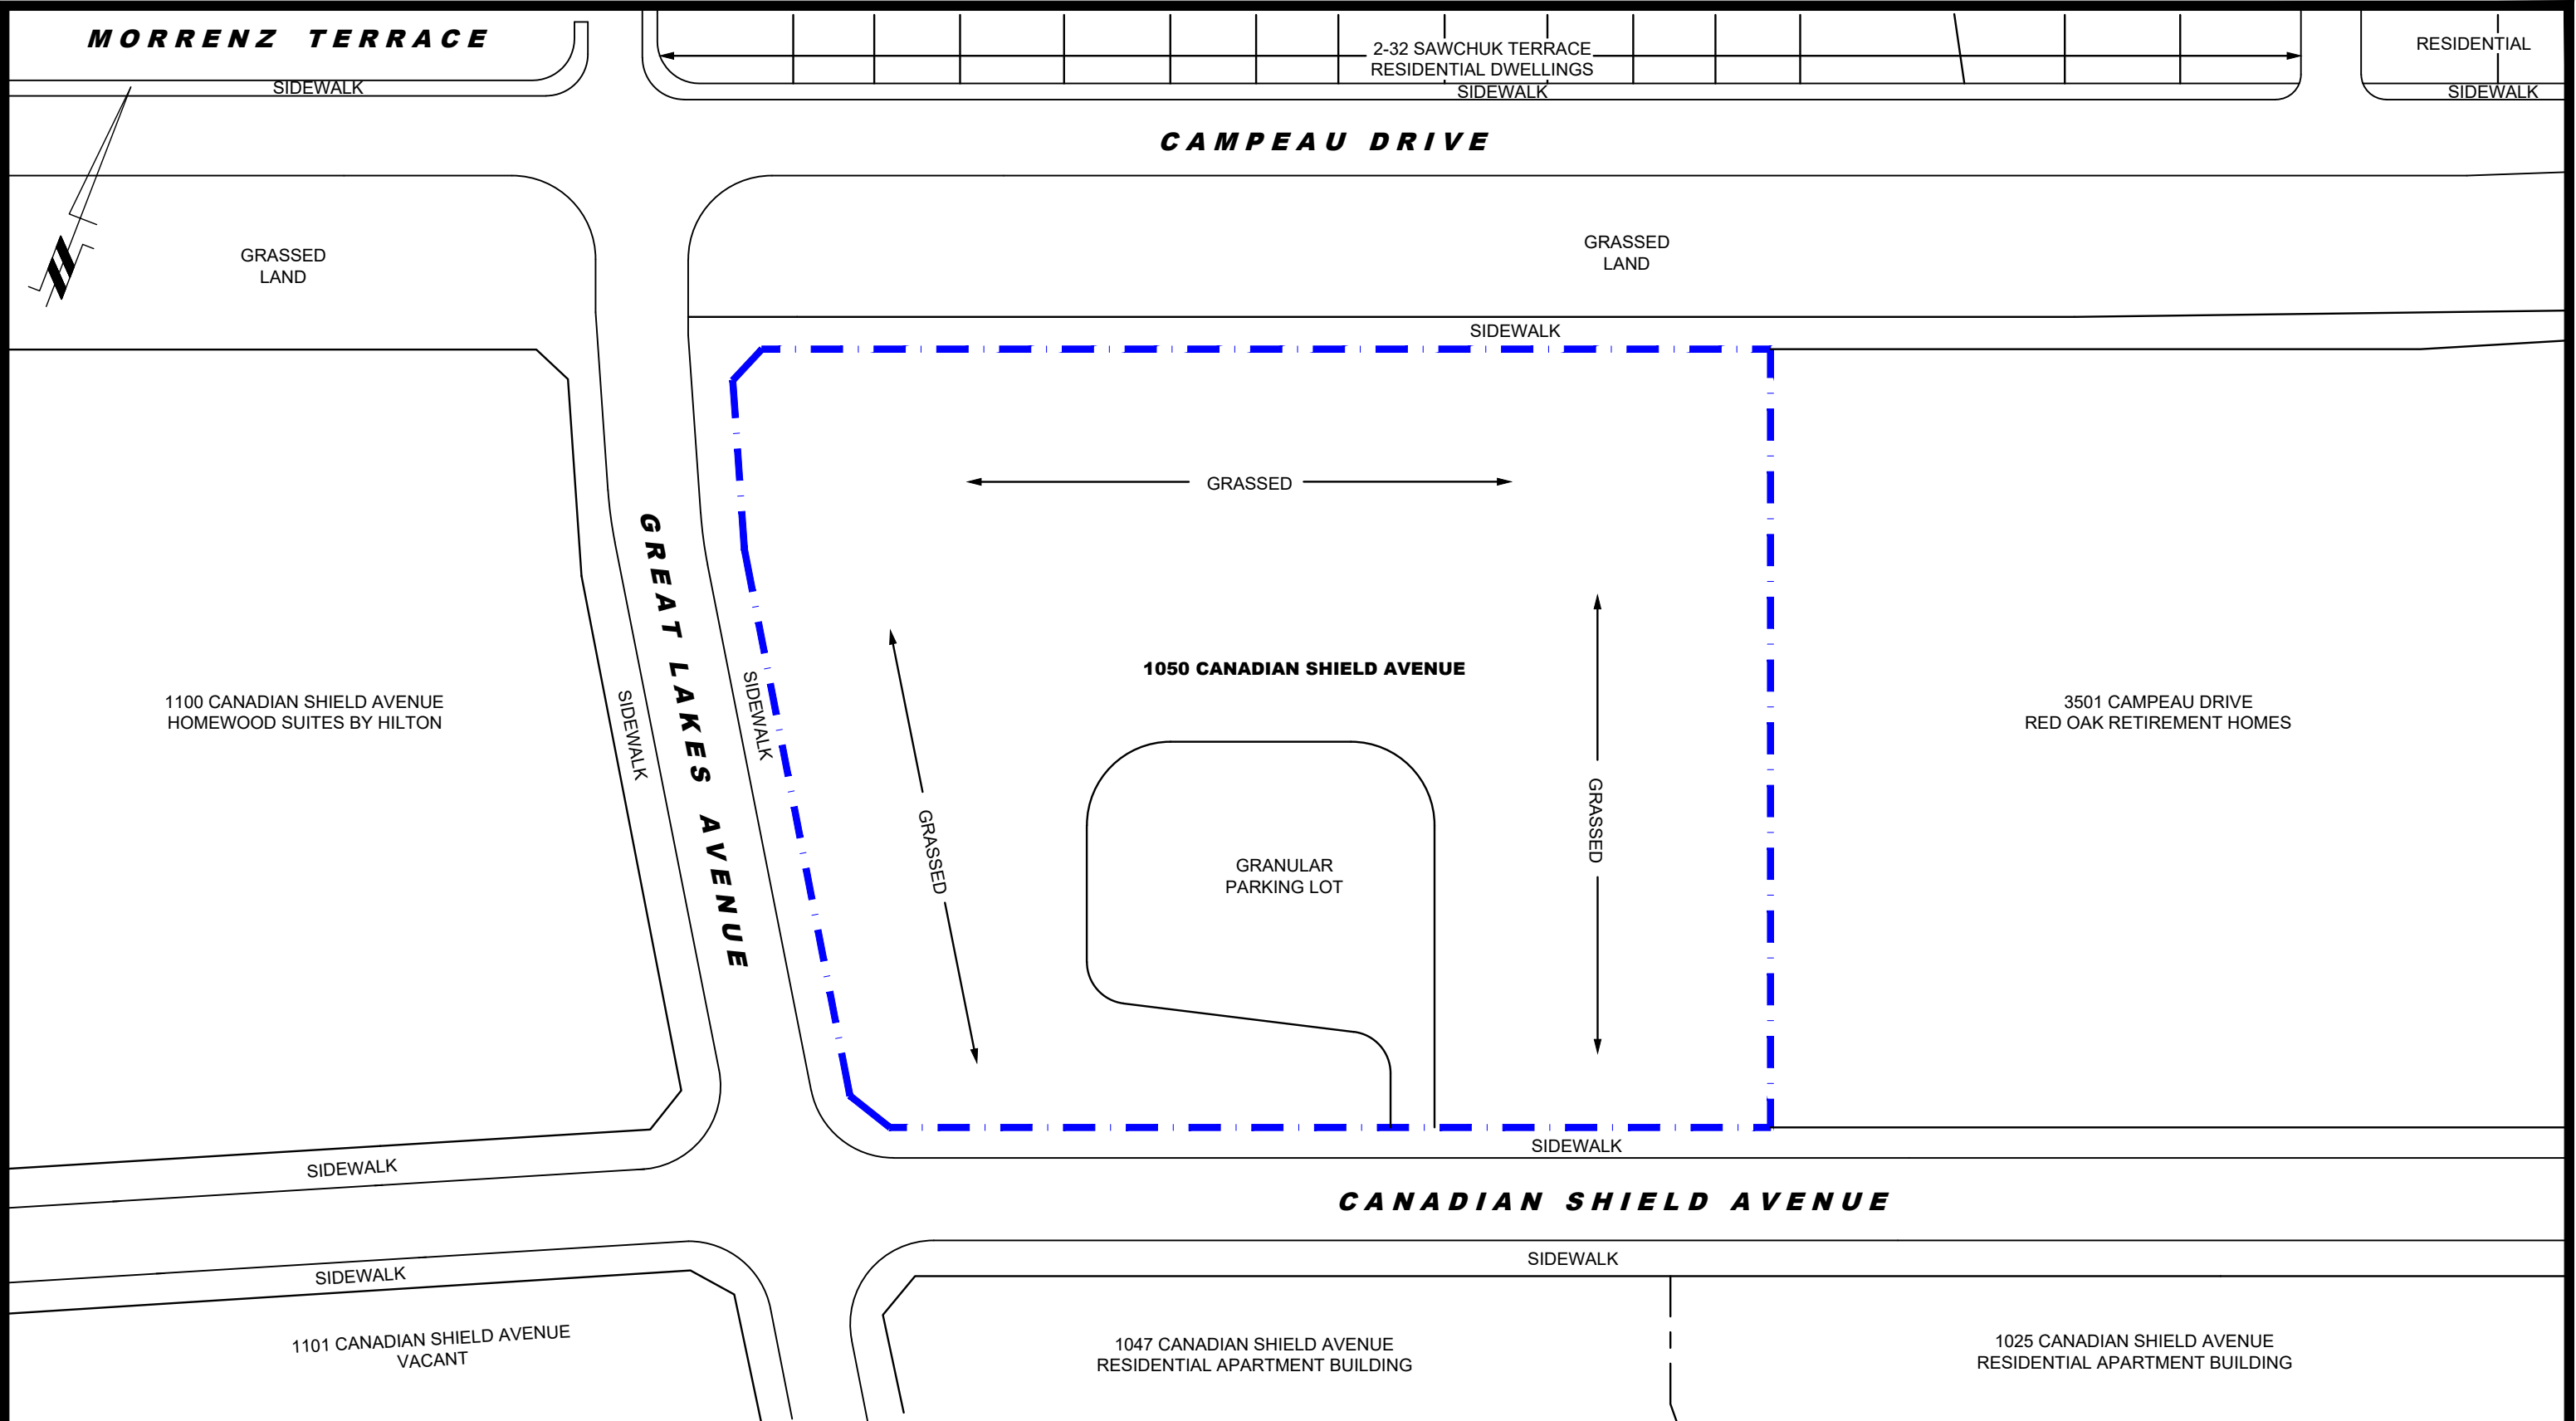 MORRENZ TERRACE
SIDEWALK
2-32 SAWCHUK TERRACE
RESIDENTIAL DWELLINGS
SIDEWALK
RESIDENTIAL
SIDEWALK
CAMPEAU DRIVE
N
GRASSED
LAND
GRASSED
LAND
SIDEWALK
GRASSED
GREAT LAKES AVENUE
SIDEWALK
SIDEWALK
1050 CANADIAN SHIELD AVENUE
1100 CANADIAN SHIELD AVENUE
HOMEWOOD SUITES BY HILTON
3501 CAMPEAU DRIVE
RED OAK RETIREMENT HOMES
GRASSED
GRASSED
GRANULAR
PARKING LOT
SIDEWALK
SIDEWALK
CANADIAN SHIELD AVENUE
SIDEWALK
SIDEWALK
1101 CANADIAN SHIELD AVENUE
VACANT
1047 CANADIAN SHIELD AVENUE
RESIDENTIAL APARTMENT BUILDING
1025 CANADIAN SHIELD AVENUE
RESIDENTIAL APARTMENT BUILDING